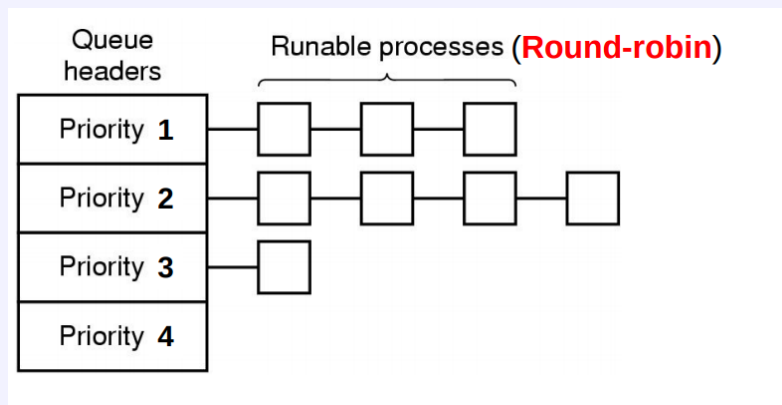 Queue
headers
Runable processes (Round-robin)
Priority 1
Priority 2
Priority 3
Priority 4